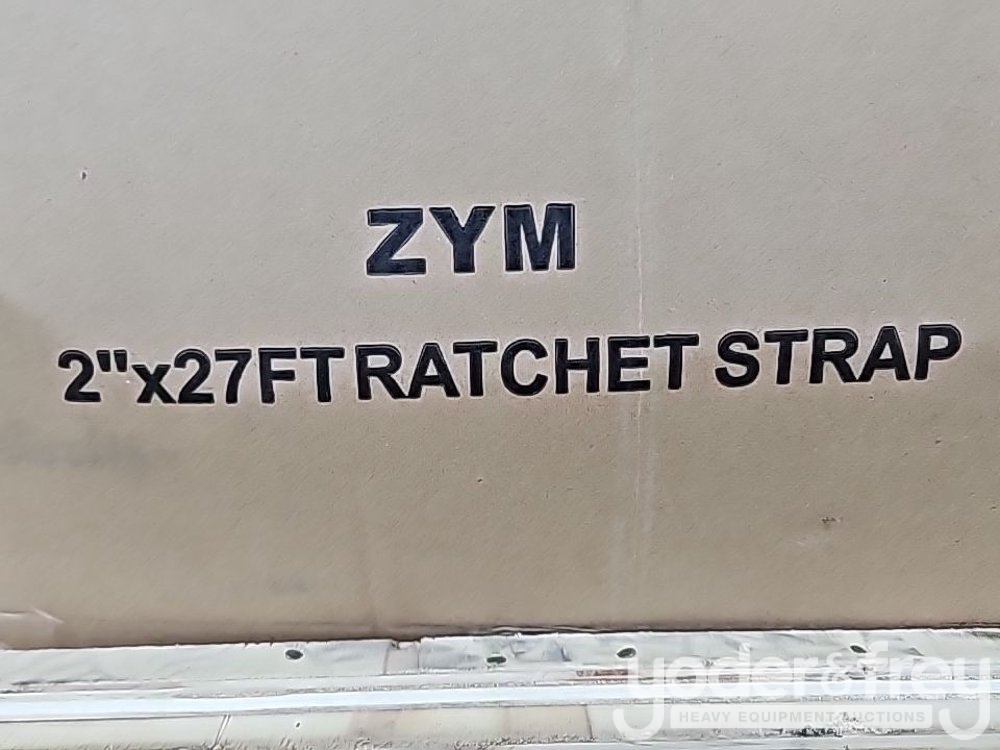 ZYM
2"x27FT RATCHET STRAP
yoder&frey
HEAVY EQUIPMENT AUCTIONS